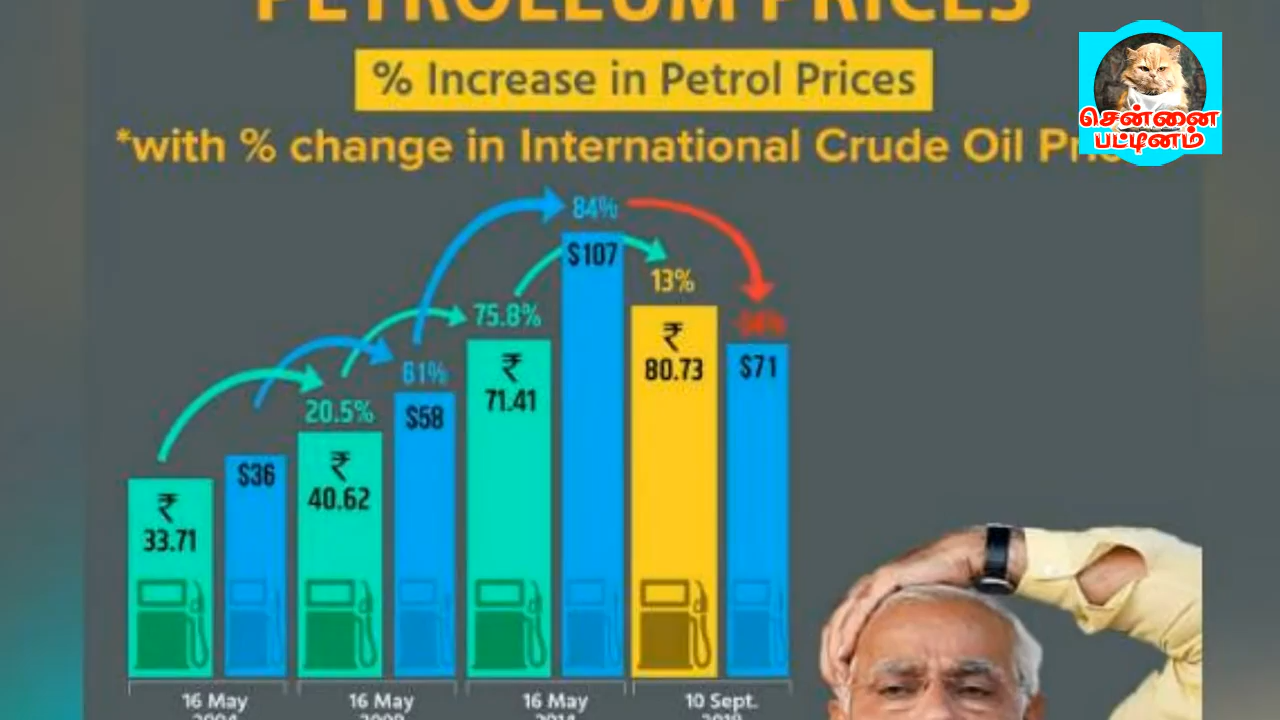 PETROLEUM PRICES
% Increase in Petrol Prices
*with % change in International Crude Oil
சென்னை
பட்டினம்
84%
$107
13%
75.8%
₹
80.73
$71
61%
₹
71.41
20.5%
$58
$36
₹
40.62
₹
33.71
16 May
16 May
16 May
10 Sept.